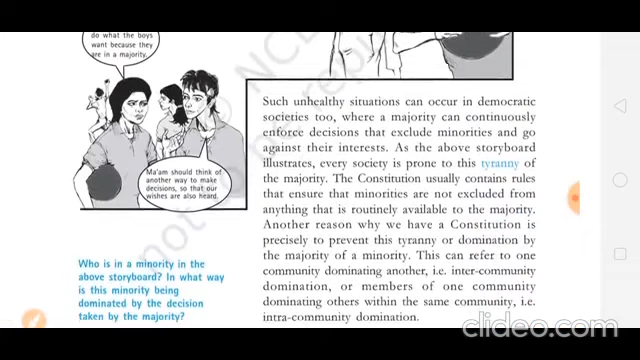 do what the boys
want because they
are in a majority.
Ma'am should think of
another way to make
decisions, so that our
wishes are also heard.
Who is in a minority in the
above storyboard? In what way
is this minority being
dominated by the decision
taken by the majority?
Such unhealthy situations can occur in democratic
societies too, where a majority can continuously
enforce decisions that exclude minorities and go
against their interests. As the above storyboard
illustrates, every society is prone to this tyranny of
the majority. The Constitution usually contains rules
that ensure that minorities are not excluded from
anything that is routinely available to the majority.
Another reason why we have a Constitution is
precisely to prevent this tyranny or domination by
the majority of a minority. This can refer to one
community dominating another, i.e. inter-community
domination, or members of one community
dominating others within the same community, i.e.
intra-community domination.
clideo.com